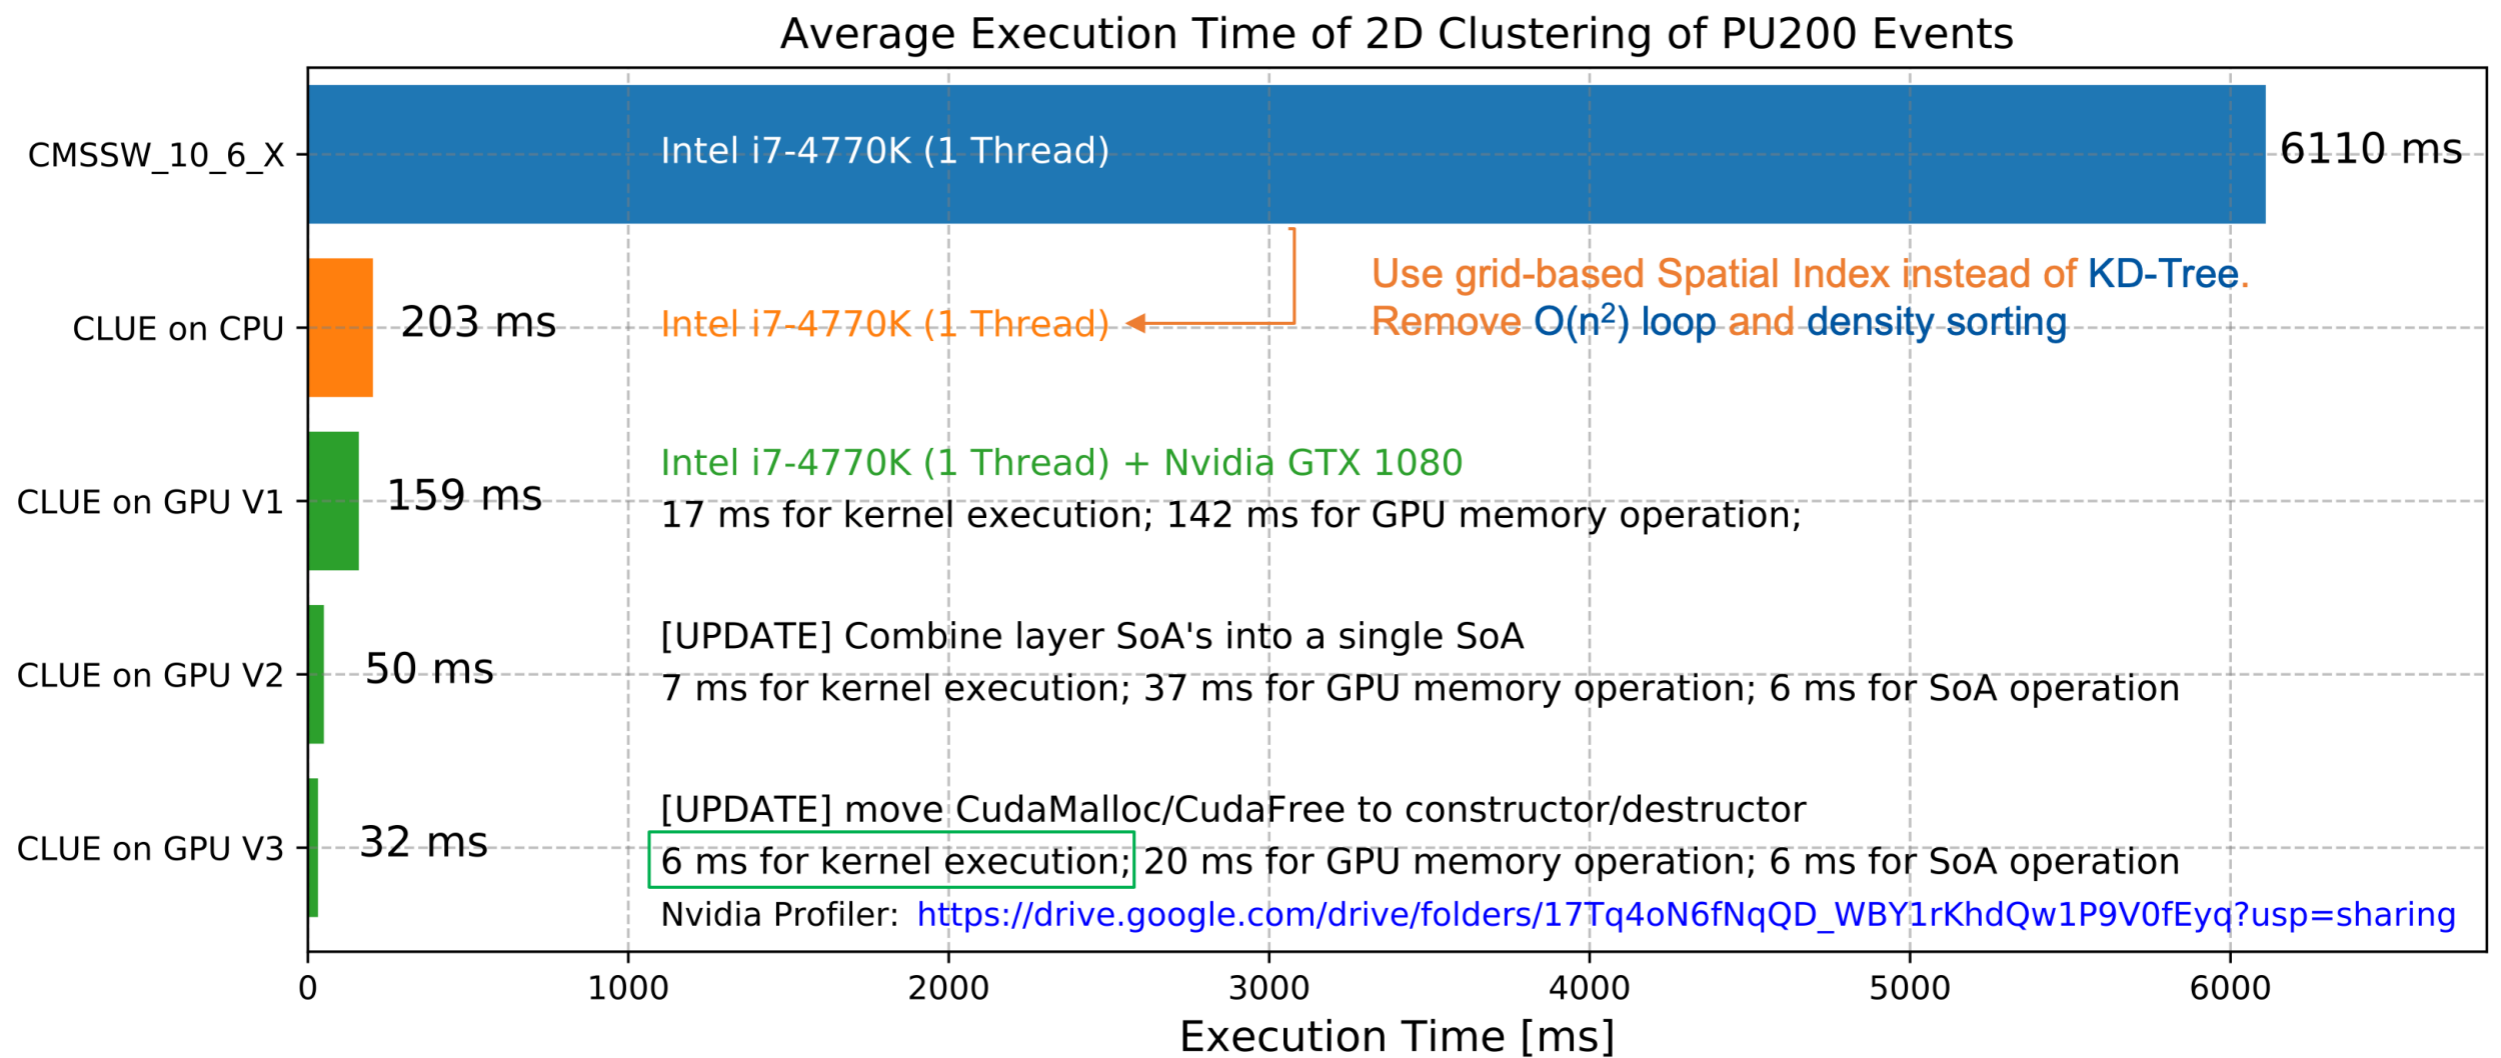 Average Execution Time of 2D Clustering of PU200 Events
CMSSW_10_6_X
Intel i7-4770K (1 Thread)
6110 ms
Use grid-based Spatial Index instead of KD-Tree.
Remove O(n²) loop and density sorting
CLUE on CPU
203 ms
Intel i7-4770K (1 Thread)
CLUE on GPU V1
159 ms
Intel i7-4770K (1 Thread) + Nvidia GTX 1080
17 ms for kernel execution; 142 ms for GPU memory operation;
CLUE on GPU V2
50 ms
[UPDATE] Combine layer SoA's into a single SoA
7 ms for kernel execution; 37 ms for GPU memory operation; 6 ms for SoA operation
CLUE on GPU V3
32 ms
[UPDATE] move CudaMalloc/CudaFree to constructor/destructor
6 ms for kernel execution; 20 ms for GPU memory operation; 6 ms for SoA operation
Nvidia Profiler: https://drive.google.com/drive/folders/17Tq4oN6fNqQD_WBY1rKhdQw1P9V0fEyq?usp=sharing
0 1000 2000 3000 4000 5000 6000
Execution Time [ms]